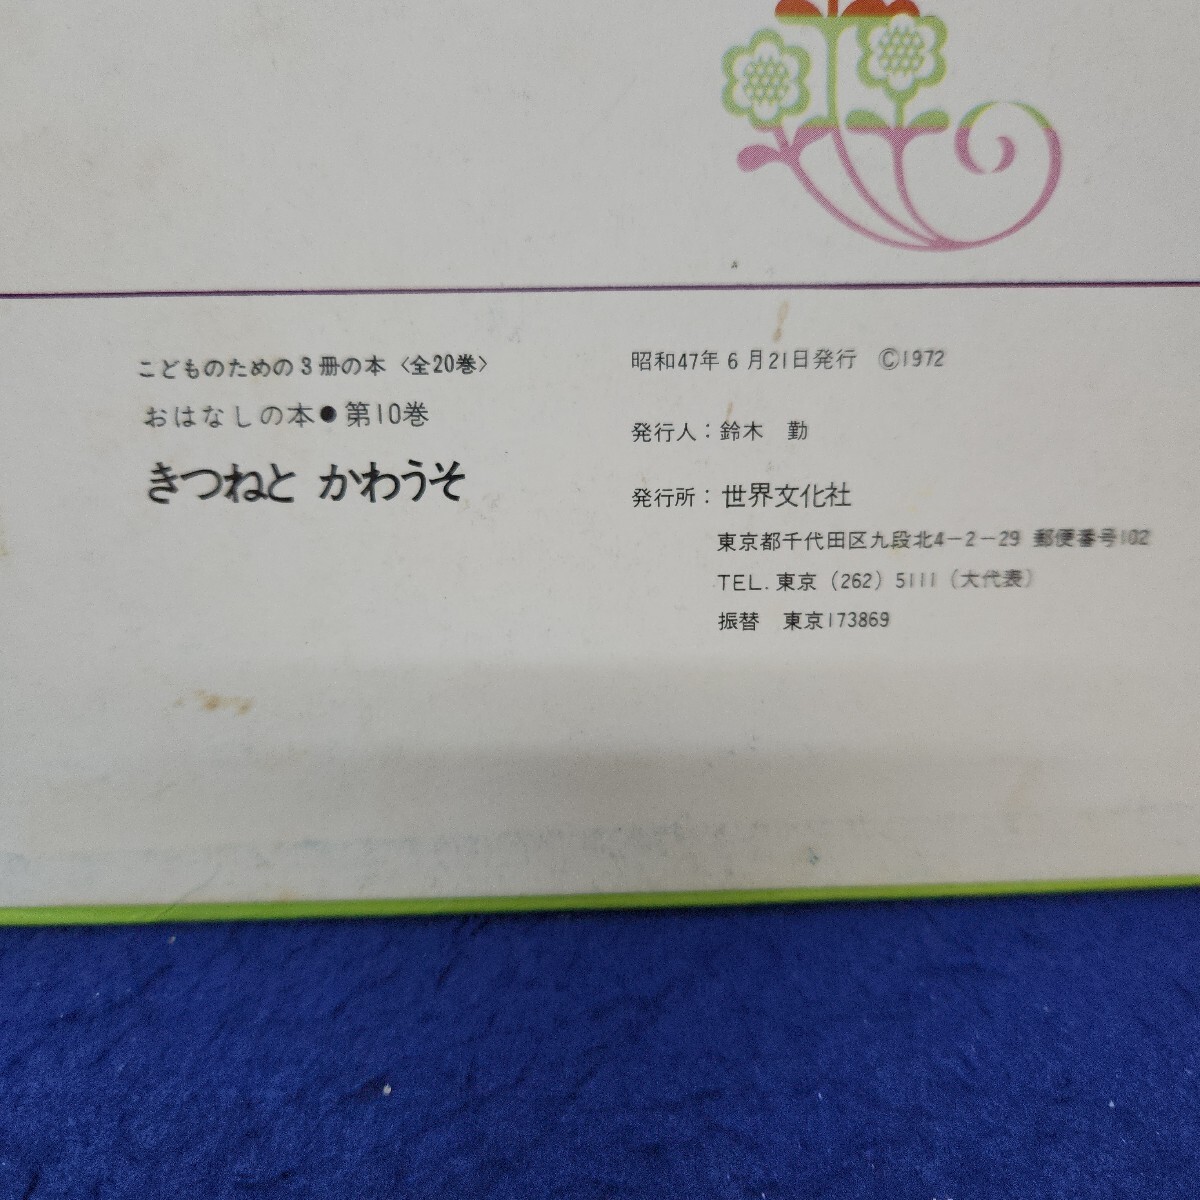 こどものための3冊の本〈全20巻〉
おはなしの本●第10巻
きつねと かわうそ
昭和47年6月21日発行 ©1972
発行人：鈴木 勤
発行所：世界文化社
東京都千代田区九段北4－2－29 郵便番号102
TEL.東京（262）5111（大代表）
振替 東京173869